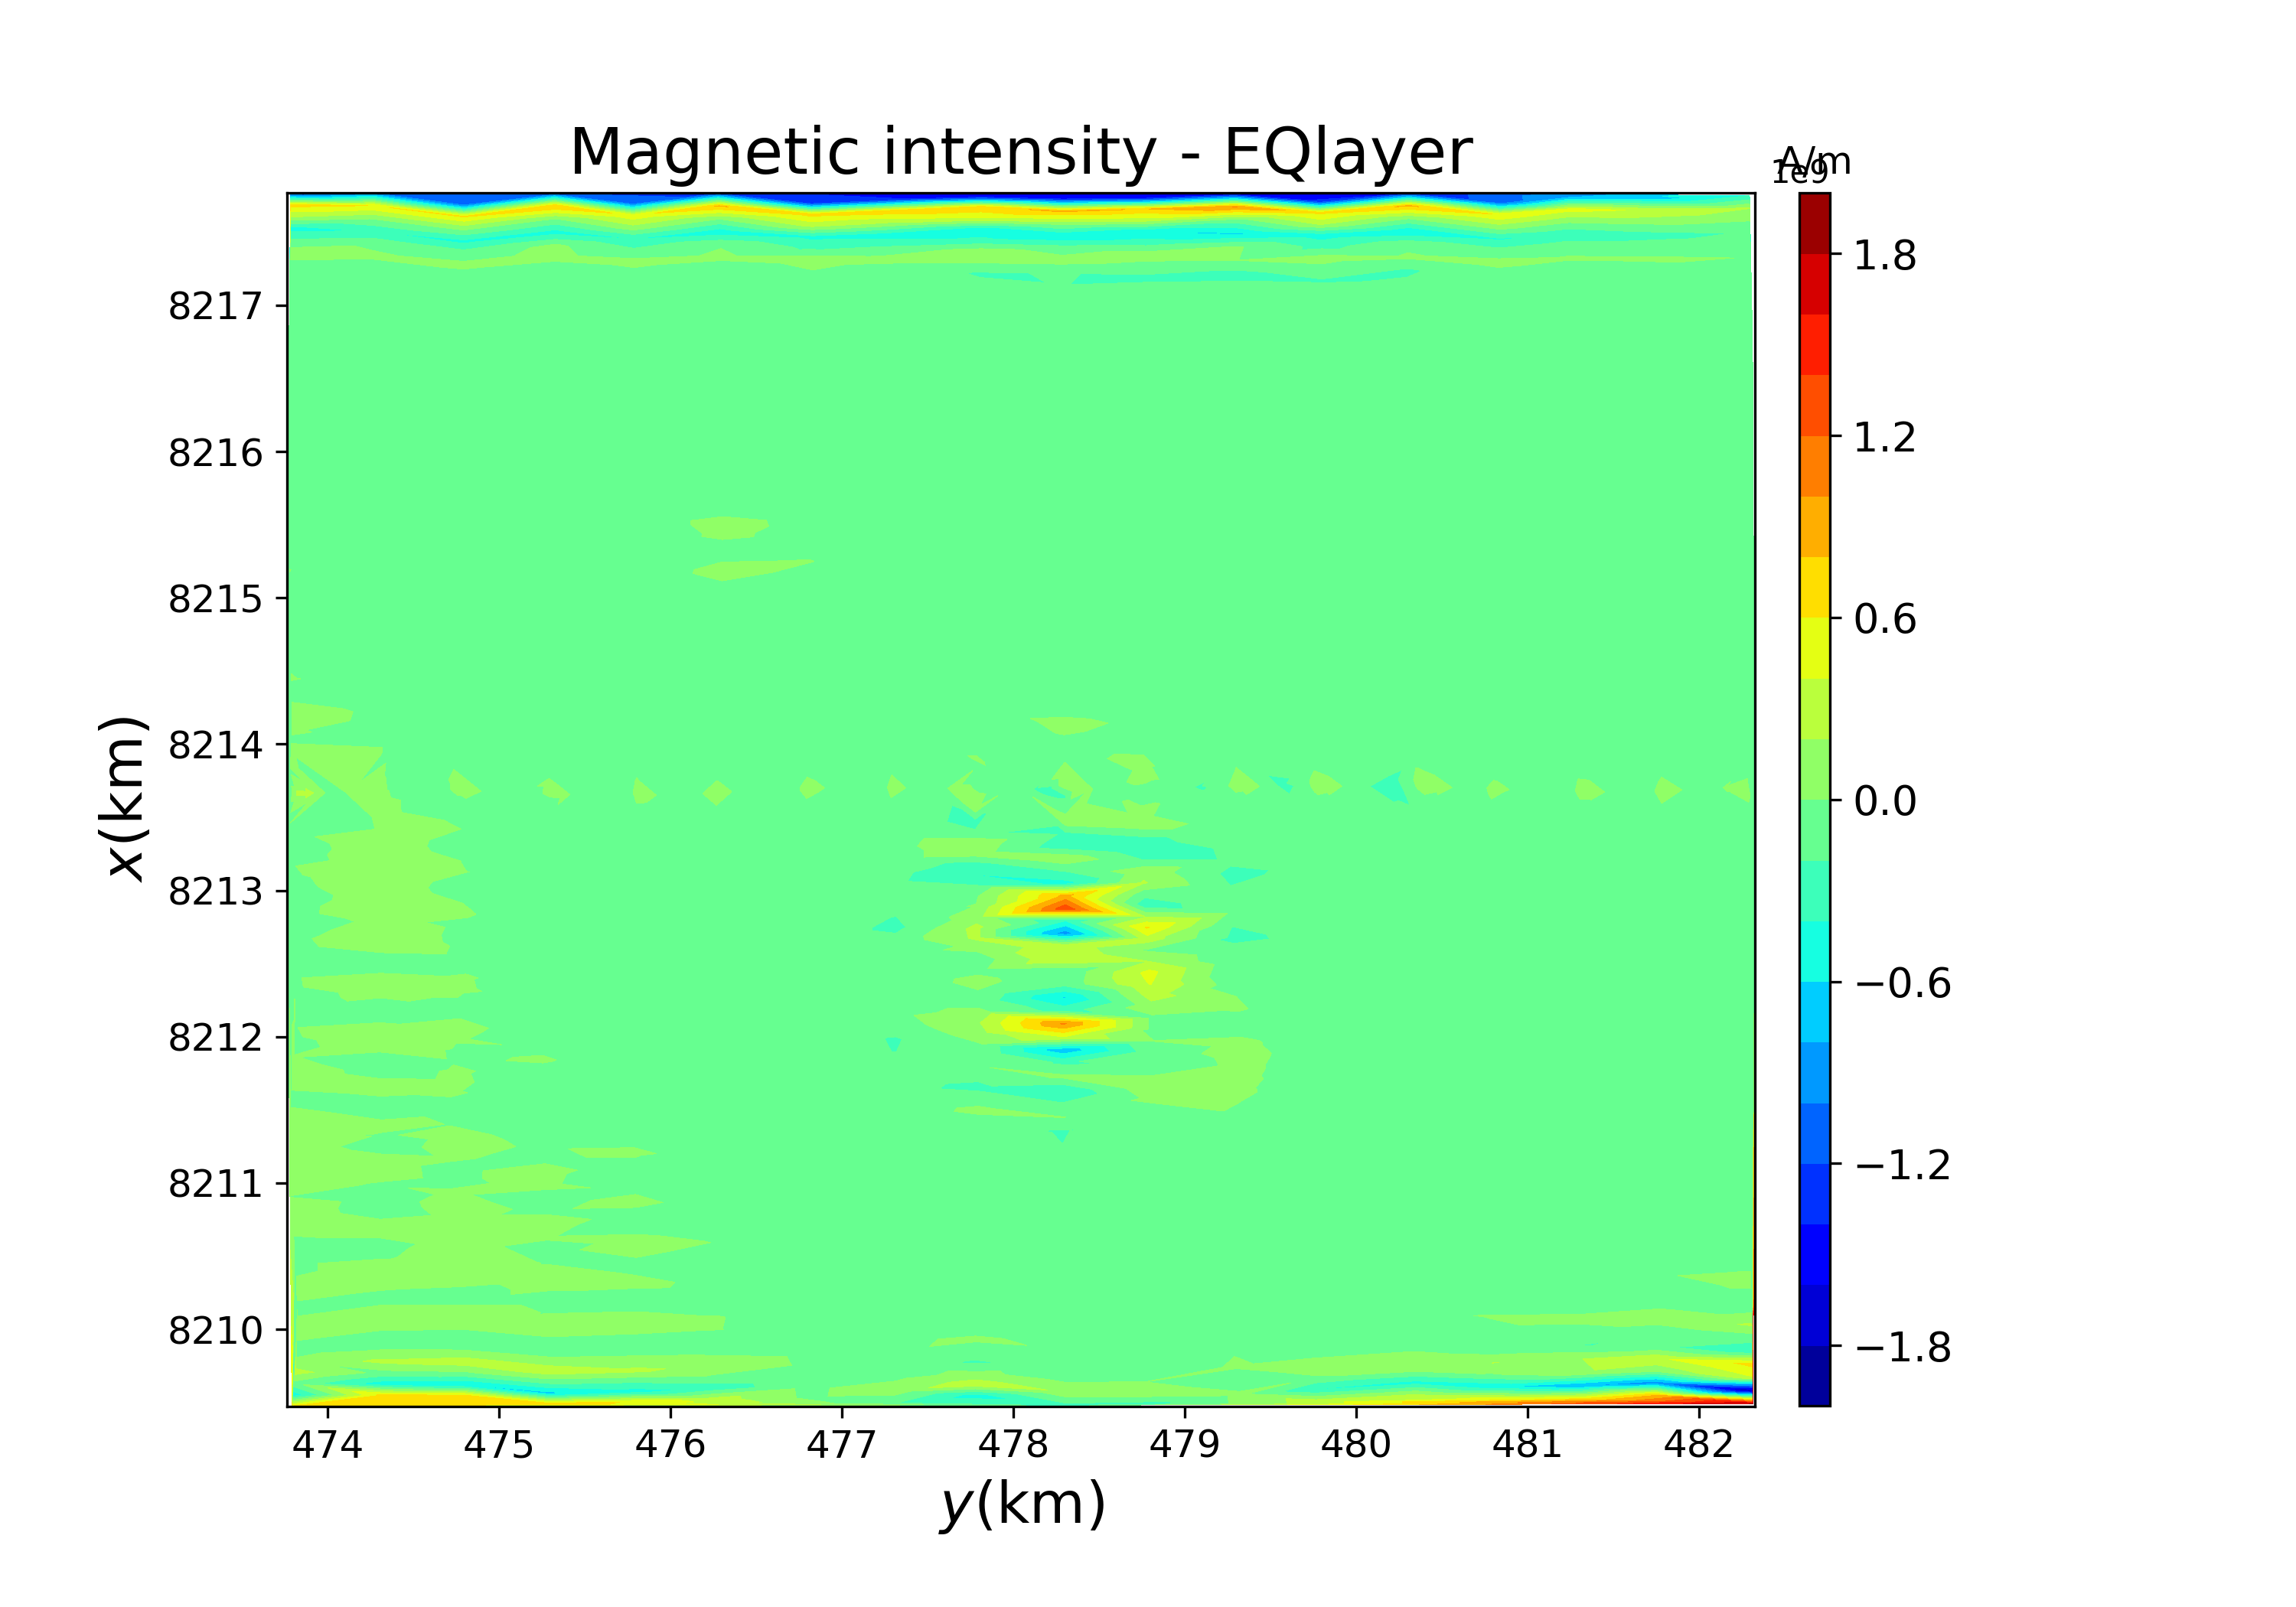 Magnetic intensity - EQlayer
A/m
1e9
8217
8216
8215
8214
8213
8212
8211
8210
x(km)
474 475 476 477 478 479 480 481 482
y(km)
1.8
1.2
0.6
0.0
−0.6
−1.2
−1.8